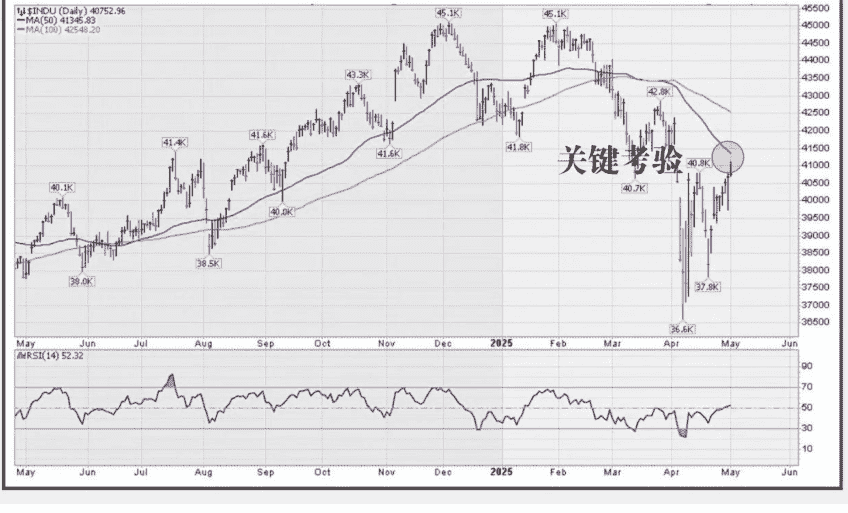 $INDU (Daily) 40752.96
MA(50) 41345.83
MA(100) 42548.20
45.1K
45.1K
43.3K
42.8K
41.4K
41.6K
41.6K
41.8K
关键考验
40.8K
40.7K
40.1K
40.0K
38.5K
38.0K
37.8K
36.6K
45500
45000
44500
44000
43500
43000
42500
42000
41500
41000
40500
40000
39500
39000
38500
38000
37500
37000
36500
May Jun Jul Aug Sep Oct Nov Dec 2025 Feb Mar Apr May Jun
RSI(14) 52.32
90
70
50
30
10
May Jun Jul Aug Sep Oct Nov Dec 2025 Feb Mar Apr May Jun